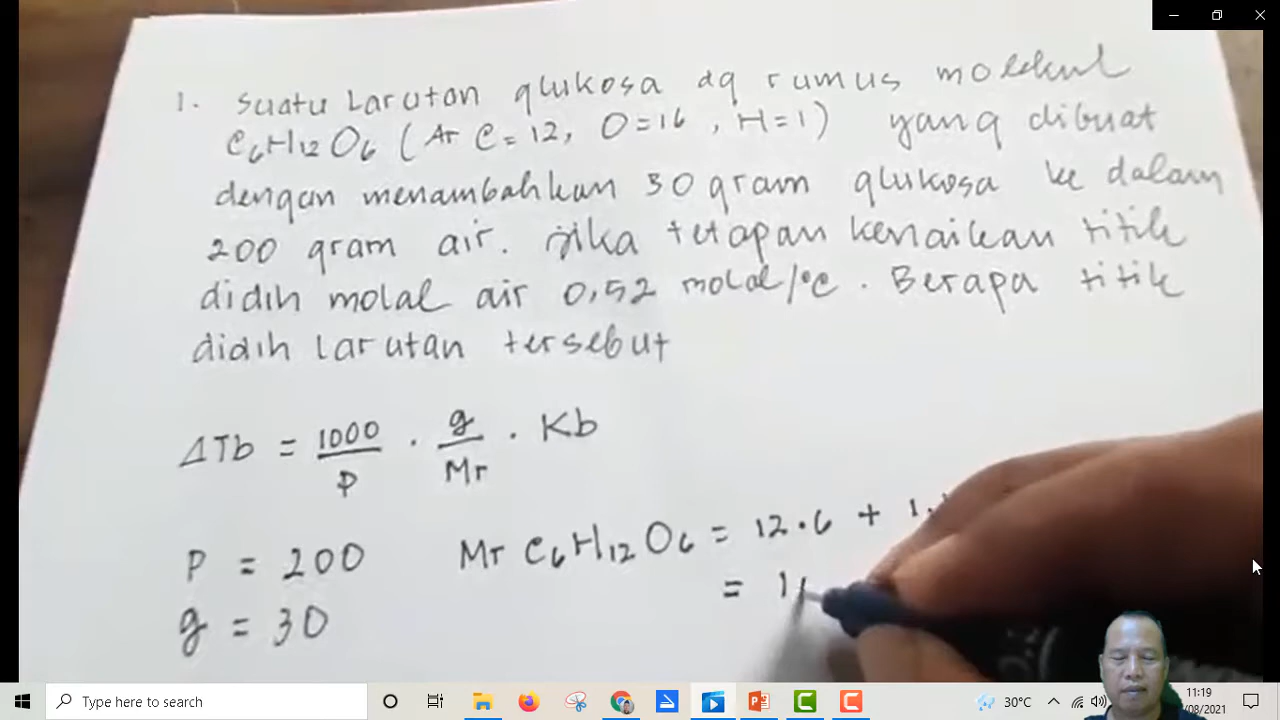 1. Suatu Larutan glukosa dg rumus molekul
C6H12O6 (Ar C=12, O=16, H=1) yang dibuat
dengan menambahkan 30 gram glukosa ke dalam
200 gram air. jika tetapan kenaikan titik
didih molal air 0,52 molal/°C. Berapa titik
didih larutan tersebut
ΔTb = 1000/P . g/Mr . Kb
P = 200
g = 30
Mr C6H12O6 = 12.6 + 1.
=
Type here to search
30°C
11:19
/08/2021